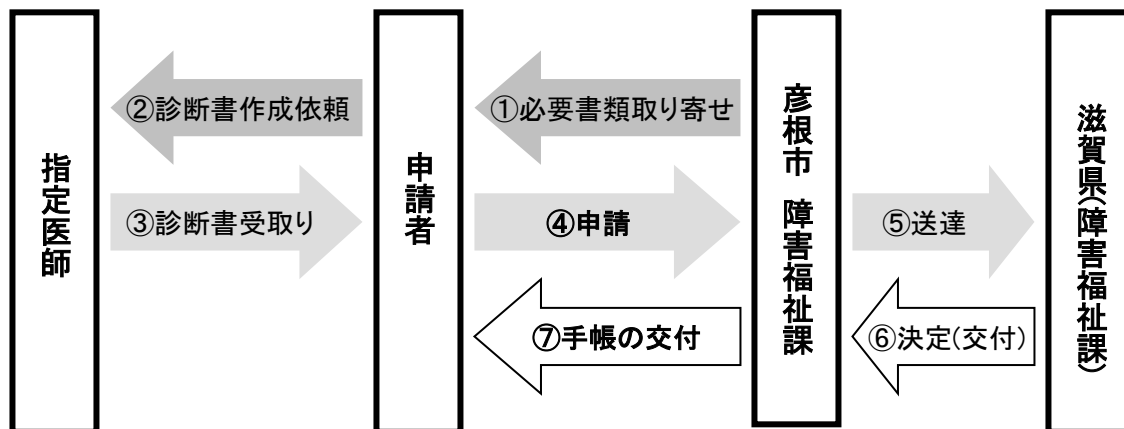 指定医師
②診断書作成依頼
③診断書受取り
申請者
①必要書類取り寄せ
④申請
⑦手帳の交付
彦根市 障害福祉課
⑤送達
⑥決定(交付)
滋賀県(障害福祉課)